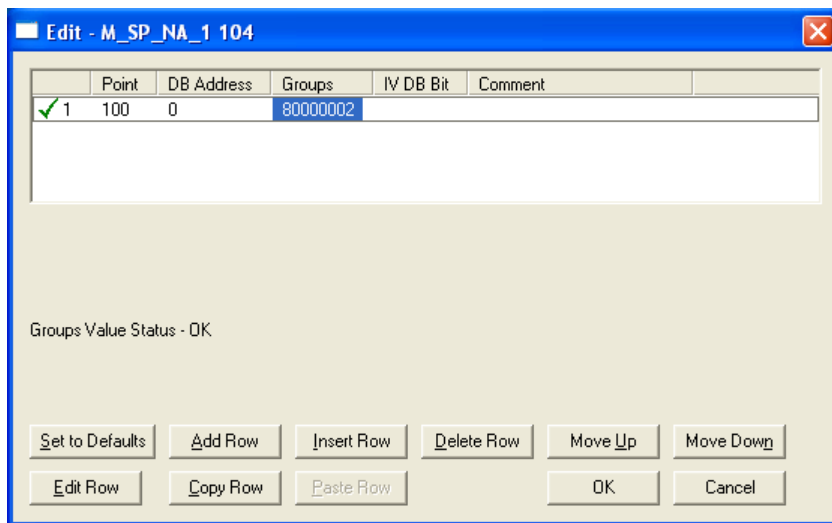 Edit - M_SP_NA_1 104
Point DB Address Groups IV DB Bit Comment
1 100 0 80000002
Groups Value Status - OK
Set to Defaults Add Row Insert Row Delete Row Move Up Move Down
Edit Row Copy Row Paste Row OK Cancel